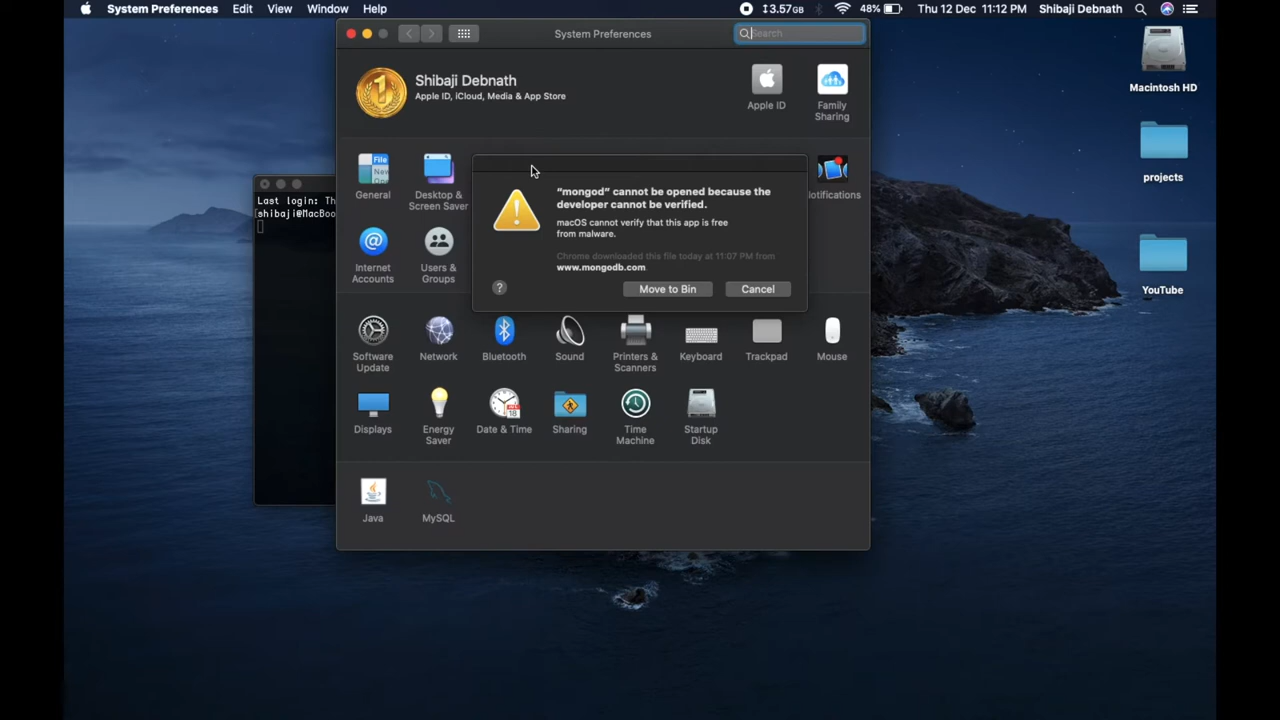 System Preferences Edit View Window Help
3.57GB 48% Thu 12 Dec 11:12 PM Shibaji Debnath
System Preferences
Search
Macintosh HD
projects
YouTube
Shibaji Debnath
Apple ID, iCloud, Media & App Store
Apple ID
Family
Sharing
General
Desktop &
Screen Saver
otifications
Internet
Accounts
Users &
Groups
Last login: Th
[shibaji@MacBoo
“mongod” cannot be opened because the
developer cannot be verified.
macOS cannot verify that this app is free
from malware.
Chrome downloaded this file today at 11:07 PM from
www.mongodb.com
?
Move to Bin
Cancel
Software
Update
Network
Bluetooth
Sound
Printers &
Scanners
Keyboard
Trackpad
Mouse
Displays
Energy
Saver
Date & Time
Sharing
Time
Machine
Startup
Disk
Java
MySQL